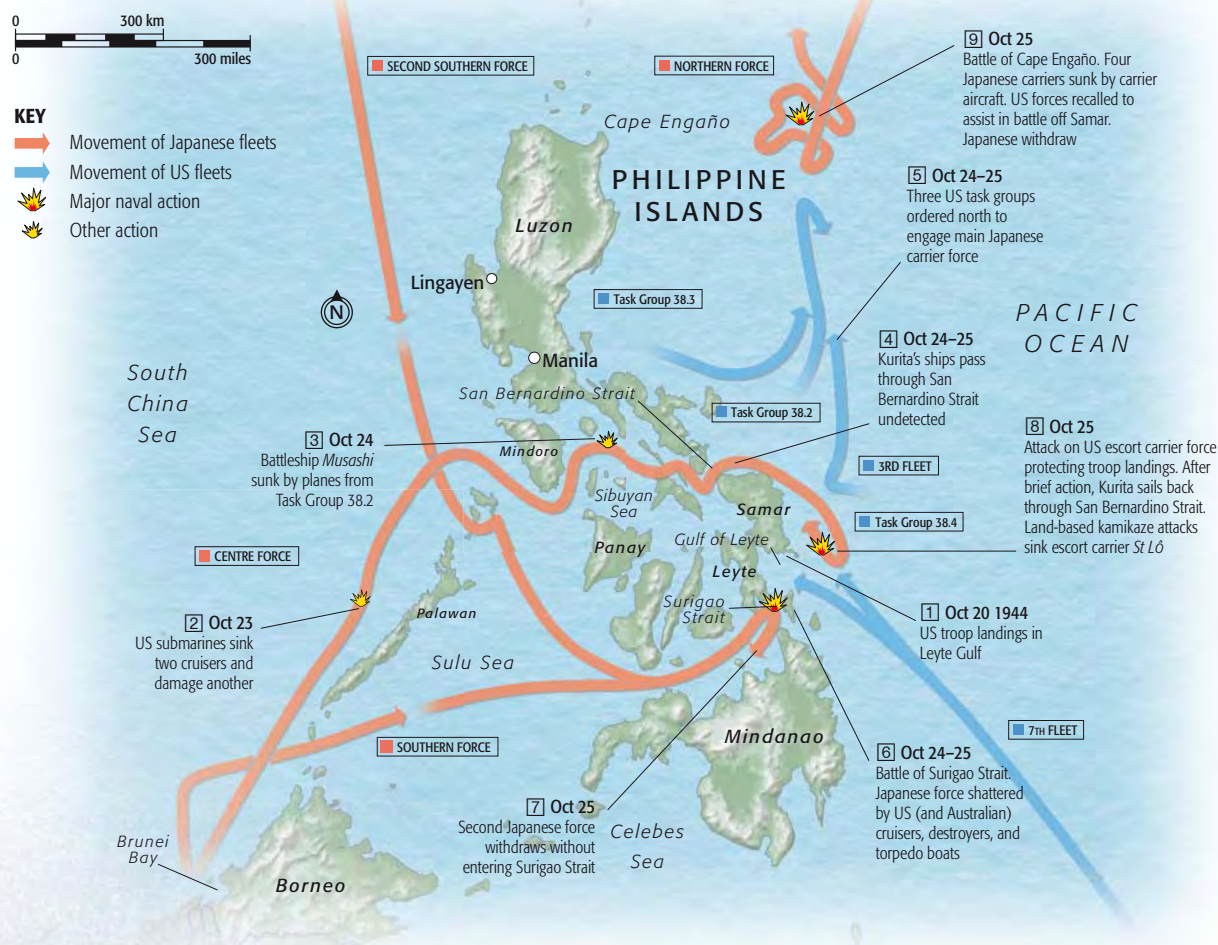 0 300 km
0 300 miles
KEY
Movement of Japanese fleets
Movement of US fleets
Major naval action
Other action
SECOND SOUTHERN FORCE
NORTHERN FORCE
9 Oct 25
Battle of Cape Engaño. Four
Japanese carriers sunk by carrier
aircraft. US forces recalled to
assist in battle off Samar.
Japanese withdraw
Cape Engaño
PHILIPPINE
ISLANDS
5 Oct 24–25
Three US task groups
ordered north to
engage main Japanese
carrier force
Luzon
Lingayen
Task Group 38.3
N
PACIFIC
OCEAN
4 Oct 24–25
Kurita's ships pass
through San
Bernardino Strait
undetected
Manila
South
China
Sea
San Bernardino Strait
Task Group 38.2
3 Oct 24
Battleship Musashi
sunk by planes from
Task Group 38.2
Mindoro
8 Oct 25
Attack on US escort carrier force
protecting troop landings. After
brief action, Kurita sails back
through San Bernardino Strait.
Land-based kamikaze attacks
sink escort carrier St Lô
3RD FLEET
Sibuyan
Sea
Samar
Task Group 38.4
CENTRE FORCE
Panay
Gulf of Leyte
Leyte
Surigao
Strait
Palawan
1 Oct 20 1944
US troop landings in
Leyte Gulf
2 Oct 23
US submarines sink
two cruisers and
damage another
Sulu Sea
SOUTHERN FORCE
Mindanao
7TH FLEET
6 Oct 24–25
Battle of Surigao Strait.
Japanese force shattered
by US (and Australian)
cruisers, destroyers, and
torpedo boats
7 Oct 25
Second Japanese force
withdraws without
entering Surigao Strait
Celebes
Sea
Brunei
Bay
Borneo